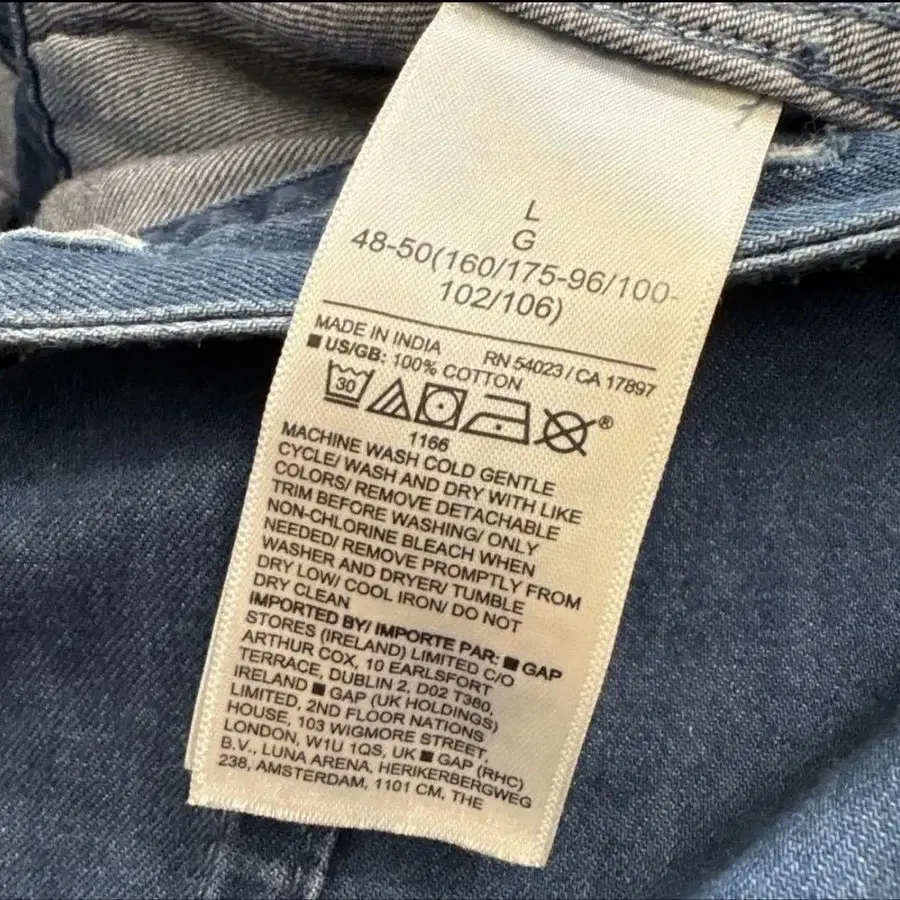 L
G
48-50(160/175-96/100-
102/106)
MADE IN INDIA RN 54023 / CA 17897
■ US/GB: 100% COTTON
30 ®
1166
MACHINE WASH COLD GENTLE
CYCLE/ WASH AND DRY WITH LIKE
COLORS/ REMOVE DETACHABLE
TRIM BEFORE WASHING/ ONLY
NON-CHLORINE BLEACH WHEN
NEEDED/ REMOVE PROMPTLY FROM
WASHER AND DRYER/ TUMBLE
DRY LOW/ COOL IRON/ DO NOT
DRY CLEAN
IMPORTED BY/ IMPORTE PAR: ■ GAP
STORES (IRELAND) LIMITED C/O
ARTHUR COX, 10 EARLSFORT
TERRACE, DUBLIN 2, D02 T380,
IRELAND ■ GAP (UK HOLDINGS)
LIMITED, 2ND FLOOR NATIONS
HOUSE, 103 WIGMORE STREET,
LONDON, W1U 1QS, UK ■ GAP (RHC)
B.V., LUNA ARENA, HERIKERBERGWEG
238, AMSTERDAM, 1101 CM, THE